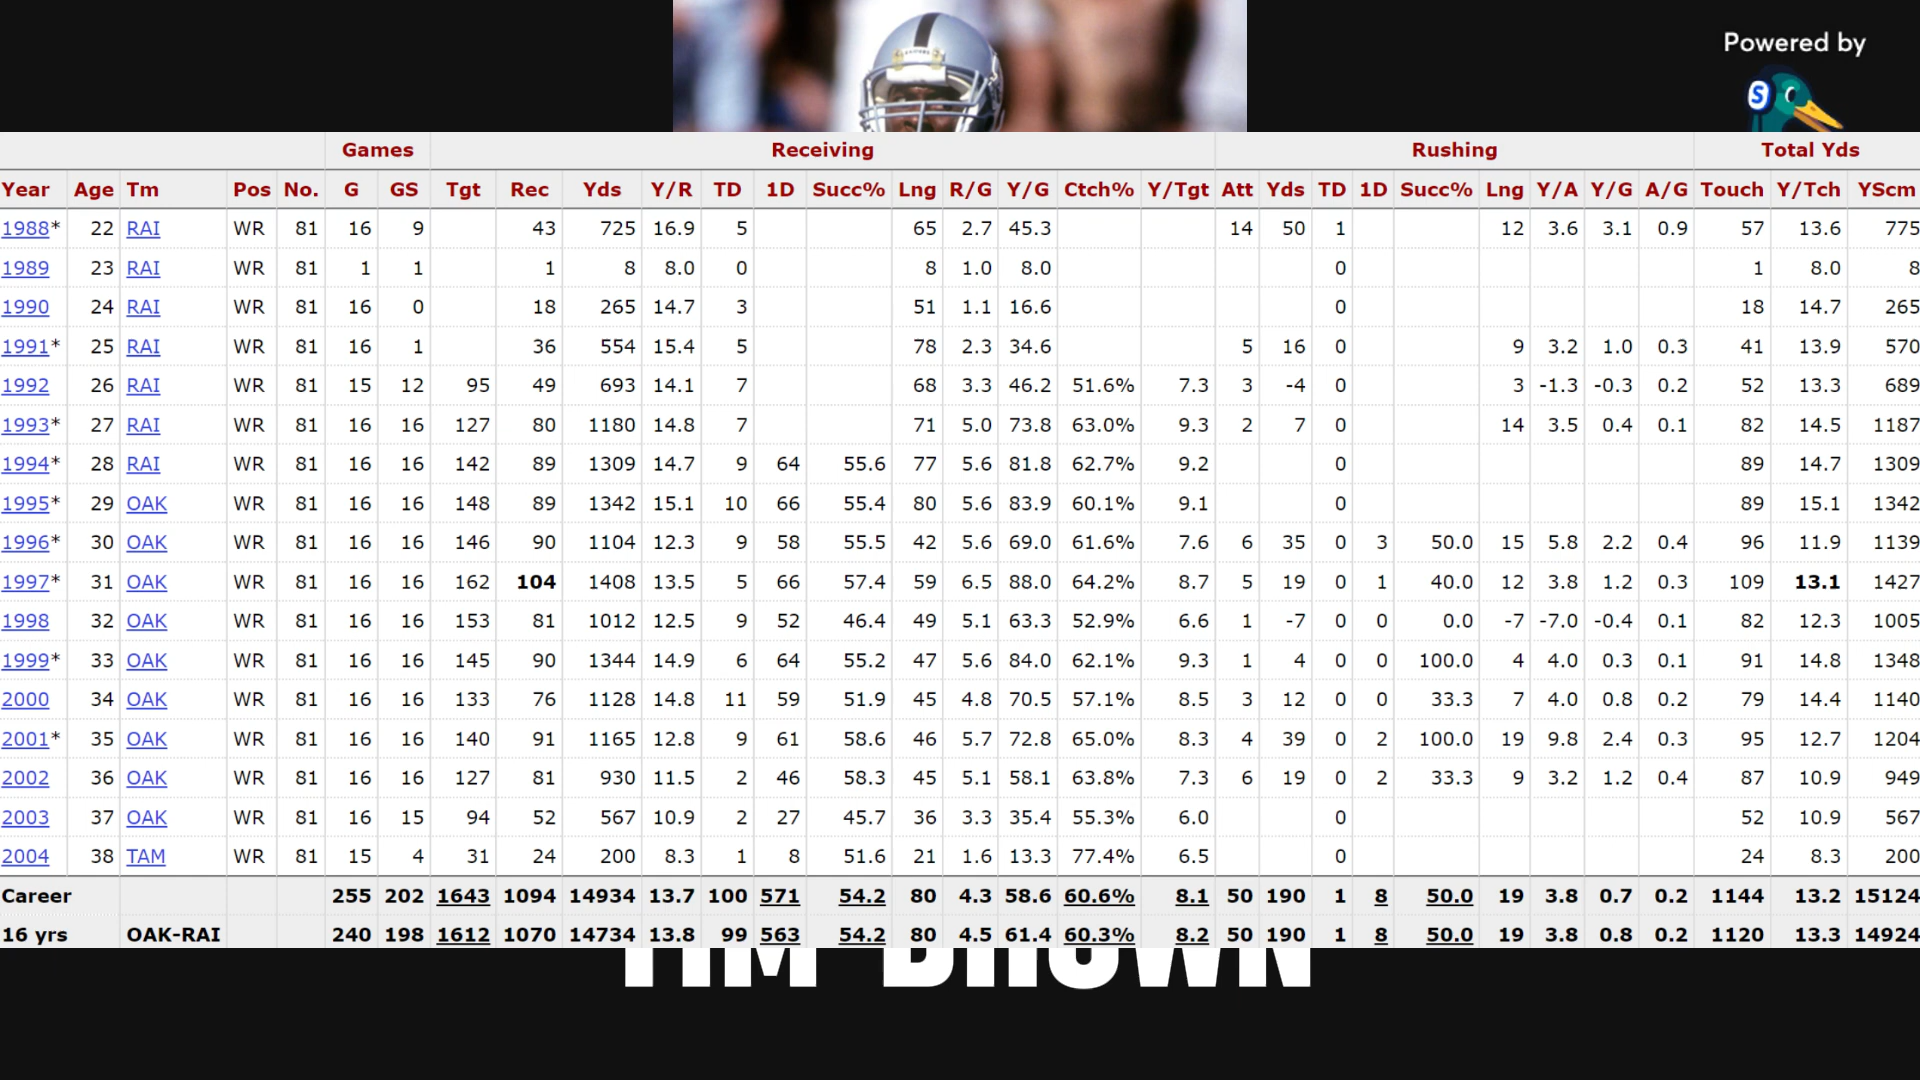 Powered by
S
RAIDERS
Games Receiving Rushing Total Yds
Year Age Tm Pos No. G GS Tgt Rec Yds Y/R TD 1D Succ% Lng R/G Y/G Ctch% Y/Tgt Att Yds TD 1D Succ% Lng Y/A Y/G A/G Touch Y/Tch YScm
1988* 22 RAI WR 81 16 9 43 725 16.9 5 65 2.7 45.3 14 50 1 12 3.6 3.1 0.9 57 13.6 775
1989 23 RAI WR 81 1 1 1 8 8.0 0 8 1.0 8.0 0 1 8.0 8
1990 24 RAI WR 81 16 0 18 265 14.7 3 51 1.1 16.6 0 18 14.7 265
1991* 25 RAI WR 81 16 1 36 554 15.4 5 78 2.3 34.6 5 16 0 9 3.2 1.0 0.3 41 13.9 570
1992 26 RAI WR 81 15 12 95 49 693 14.1 7 68 3.3 46.2 51.6% 7.3 3 -4 0 3 -1.3 -0.3 0.2 52 13.3 689
1993* 27 RAI WR 81 16 16 127 80 1180 14.8 7 71 5.0 73.8 63.0% 9.3 2 7 0 14 3.5 0.4 0.1 82 14.5 1187
1994* 28 RAI WR 81 16 16 142 89 1309 14.7 9 64 55.6 77 5.6 81.8 62.7% 9.2 0 89 14.7 1309
1995* 29 OAK WR 81 16 16 148 89 1342 15.1 10 66 55.4 80 5.6 83.9 60.1% 9.1 0 89 15.1 1342
1996* 30 OAK WR 81 16 16 146 90 1104 12.3 9 58 55.5 42 5.6 69.0 61.6% 7.6 6 35 0 3 50.0 15 5.8 2.2 0.4 96 11.9 1139
1997* 31 OAK WR 81 16 16 162 104 1408 13.5 5 66 57.4 59 6.5 88.0 64.2% 8.7 5 19 0 1 40.0 12 3.8 1.2 0.3 109 13.1 1427
1998 32 OAK WR 81 16 16 153 81 1012 12.5 9 52 46.4 49 5.1 63.3 52.9% 6.6 1 -7 0 0 0.0 -7 -7.0 -0.4 0.1 82 12.3 1005
1999* 33 OAK WR 81 16 16 145 90 1344 14.9 6 64 55.2 47 5.6 84.0 62.1% 9.3 1 4 0 0 100.0 4 4.0 0.3 0.1 91 14.8 1348
2000 34 OAK WR 81 16 16 133 76 1128 14.8 11 59 51.9 45 4.8 70.5 57.1% 8.5 3 12 0 0 33.3 7 4.0 0.8 0.2 79 14.4 1140
2001* 35 OAK WR 81 16 16 140 91 1165 12.8 9 61 58.6 46 5.7 72.8 65.0% 8.3 4 39 0 2 100.0 19 9.8 2.4 0.3 95 12.7 1204
2002 36 OAK WR 81 16 16 127 81 930 11.5 2 46 58.3 45 5.1 58.1 63.8% 7.3 6 19 0 2 33.3 9 3.2 1.2 0.4 87 10.9 949
2003 37 OAK WR 81 16 15 94 52 567 10.9 2 27 45.7 36 3.3 35.4 55.3% 6.0 0 52 10.9 567
2004 38 TAM WR 81 15 4 31 24 200 8.3 1 8 51.6 21 1.6 13.3 77.4% 6.5 0 24 8.3 200
Career 255 202 1643 1094 14934 13.7 100 571 54.2 80 4.3 58.6 60.6% 8.1 50 190 1 8 50.0 19 3.8 0.7 0.2 1144 13.2 15124
16 yrs OAK-RAI 240 198 1612 1070 14734 13.8 99 563 54.2 80 4.5 61.4 60.3% 8.2 50 190 1 8 50.0 19 3.8 0.8 0.2 1120 13.3 14924
TIM BROWN